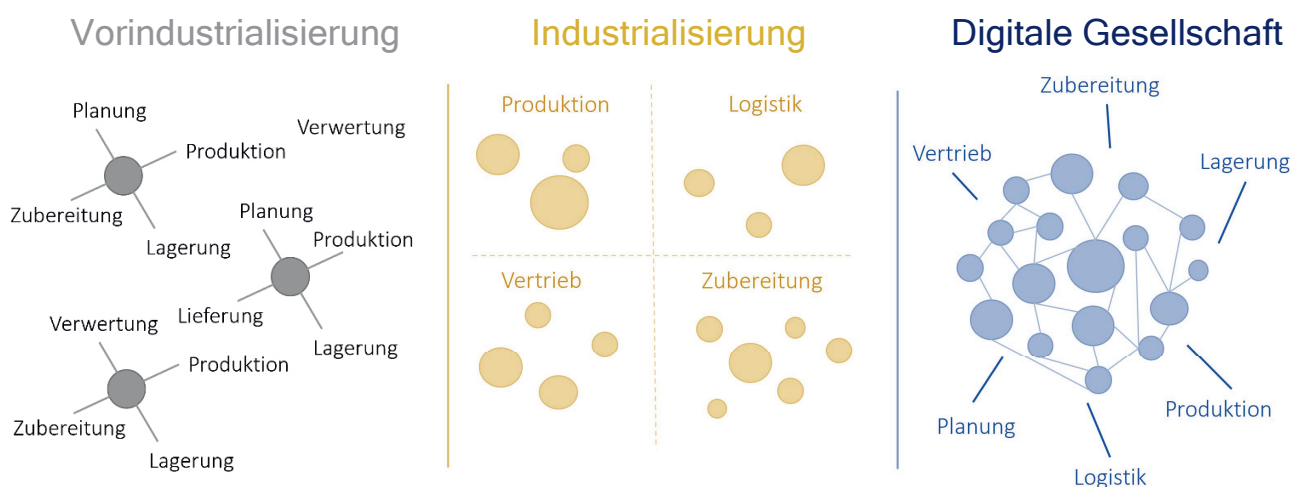 Vorindustrialisierung
Planung
Verwertung
Produktion
Zubereitung
Lagerung
Planung
Produktion
Lieferung
Lagerung
Verwertung
Produktion
Zubereitung
Lagerung
Industrialisierung
Produktion
Logistik
Vertrieb
Zubereitung
Digitale Gesellschaft
Zubereitung
Vertrieb
Lagerung
Planung
Produktion
Logistik